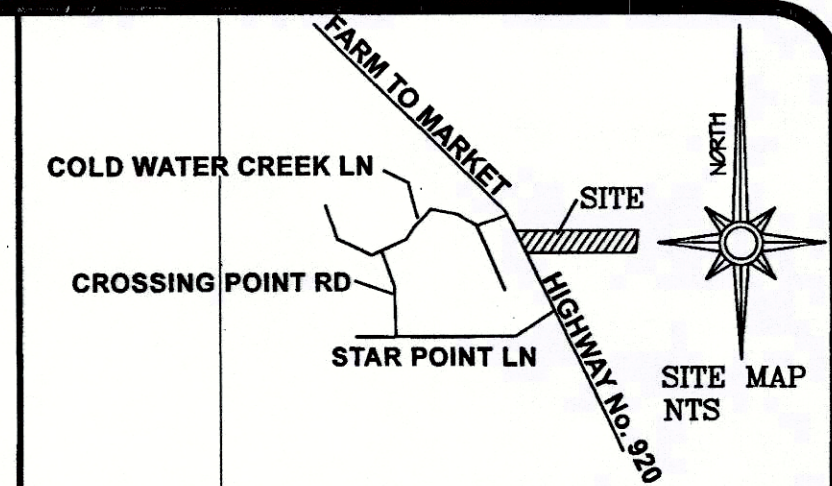 FARM TO MARKET
COLD WATER CREEK LN
SITE
NORTH
CROSSING POINT RD
HIGHWAY No. 920
STAR POINT LN
SITE MAP
NTS